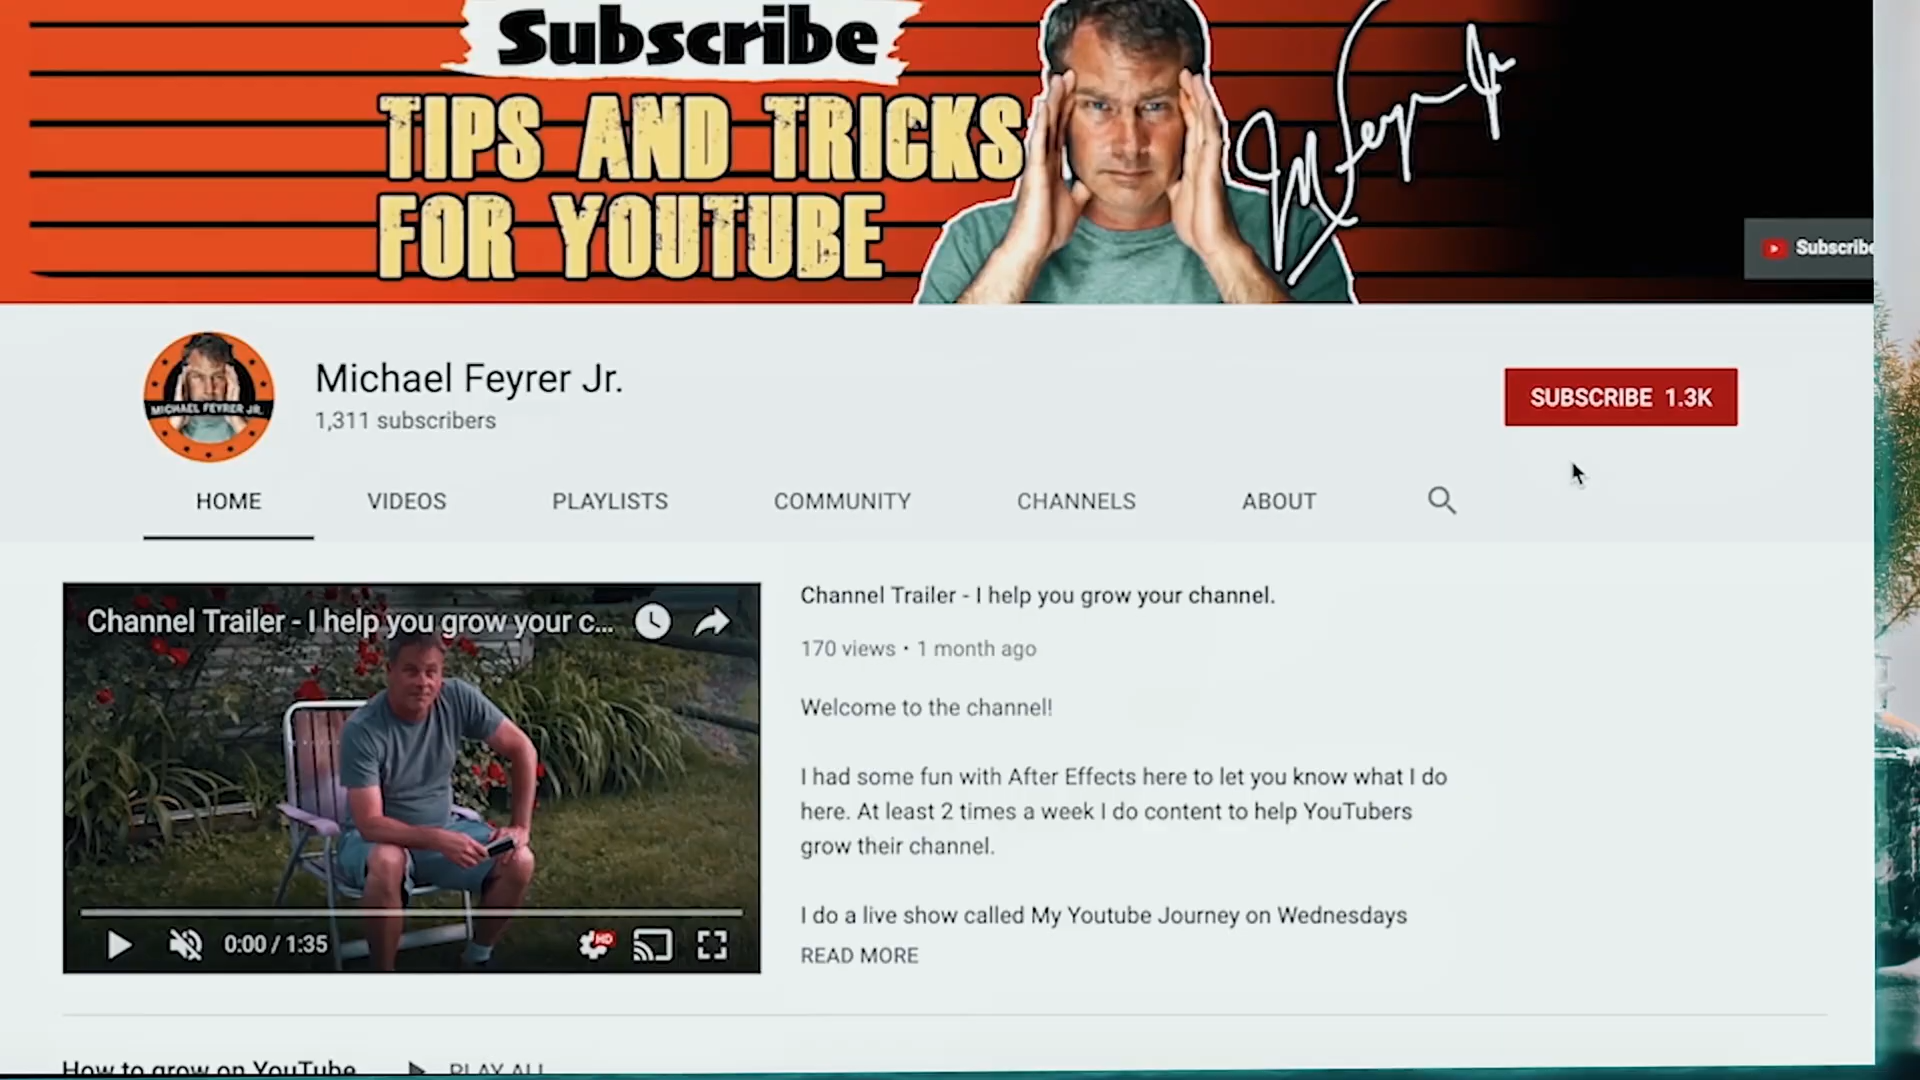 Subscribe
TIPS AND TRICKS
FOR YOUTUBE
M Feyrer Jr
Subscribe
MICHAEL FEYRER JR.
Michael Feyrer Jr.
1,311 subscribers
SUBSCRIBE 1.3K
HOME VIDEOS PLAYLISTS COMMUNITY CHANNELS ABOUT
Channel Trailer - I help you grow your c...
Channel Trailer - I help you grow your channel.
170 views • 1 month ago
Welcome to the channel!
I had some fun with After Effects here to let you know what I do
here. At least 2 times a week I do content to help YouTubers
grow their channel.
I do a live show called My Youtube Journey on Wednesdays
READ MORE
0:00 / 1:35
HD
How to grow on YouTube PLAY ALL